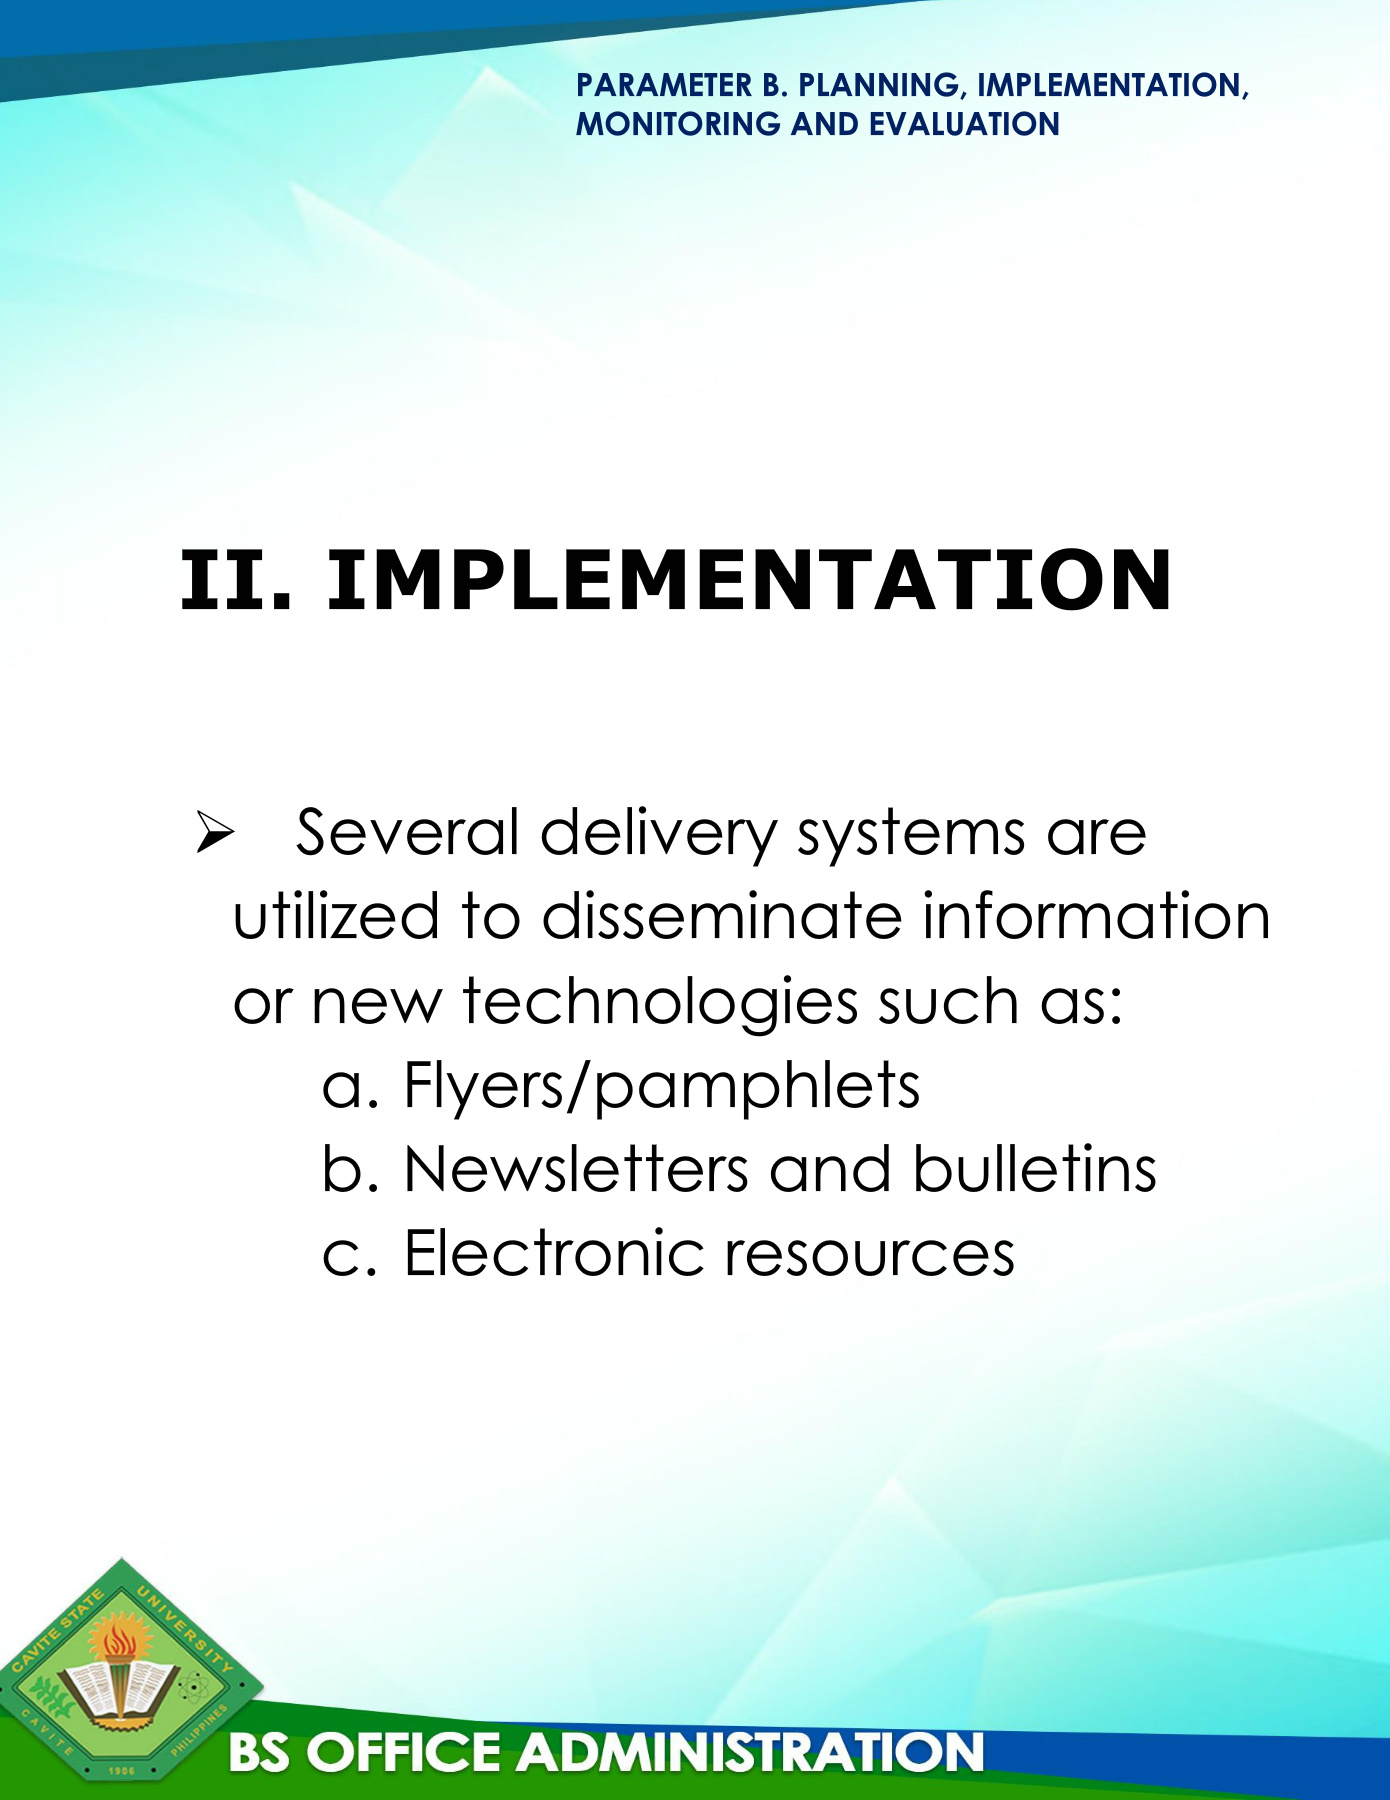 PARAMETER B. PLANNING, IMPLEMENTATION,
MONITORING AND EVALUATION
II. IMPLEMENTATION
➢ Several delivery systems are
utilized to disseminate information
or new technologies such as:
a. Flyers/pamphlets
b. Newsletters and bulletins
c. Electronic resources
CAVITE STATE UNIVERSITY
CAVITE PHILIPPINES
1906
BS OFFICE ADMINISTRATION